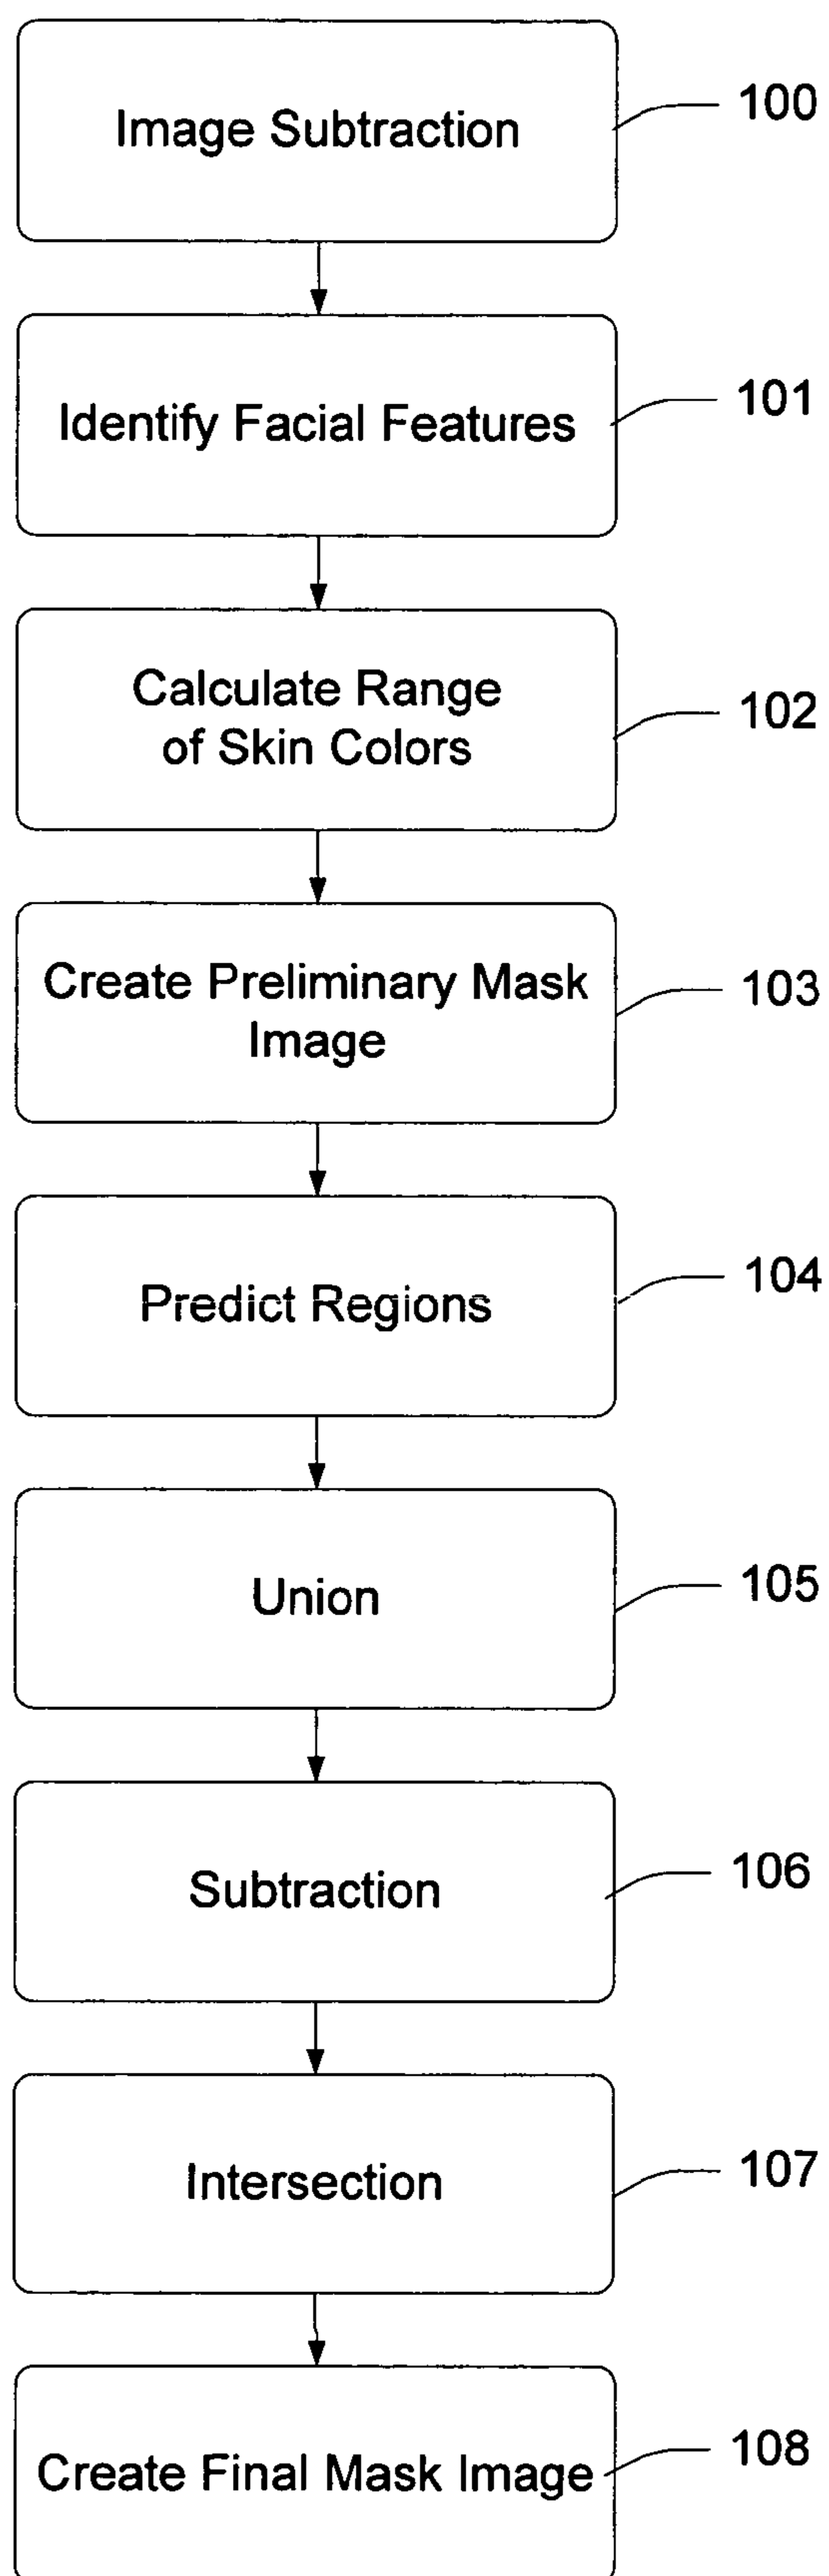 Image Subtraction
100
Identify Facial Features
101
Calculate Range
of Skin Colors
102
Create Preliminary Mask
Image
103
Predict Regions
104
Union
105
Subtraction
106
Intersection
107
Create Final Mask Image
108